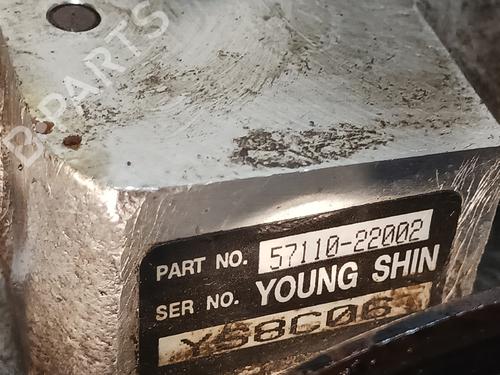 B-PARTS
PART NO. 57110-22002
SER NO. YOUNG SHIN
YS8C06